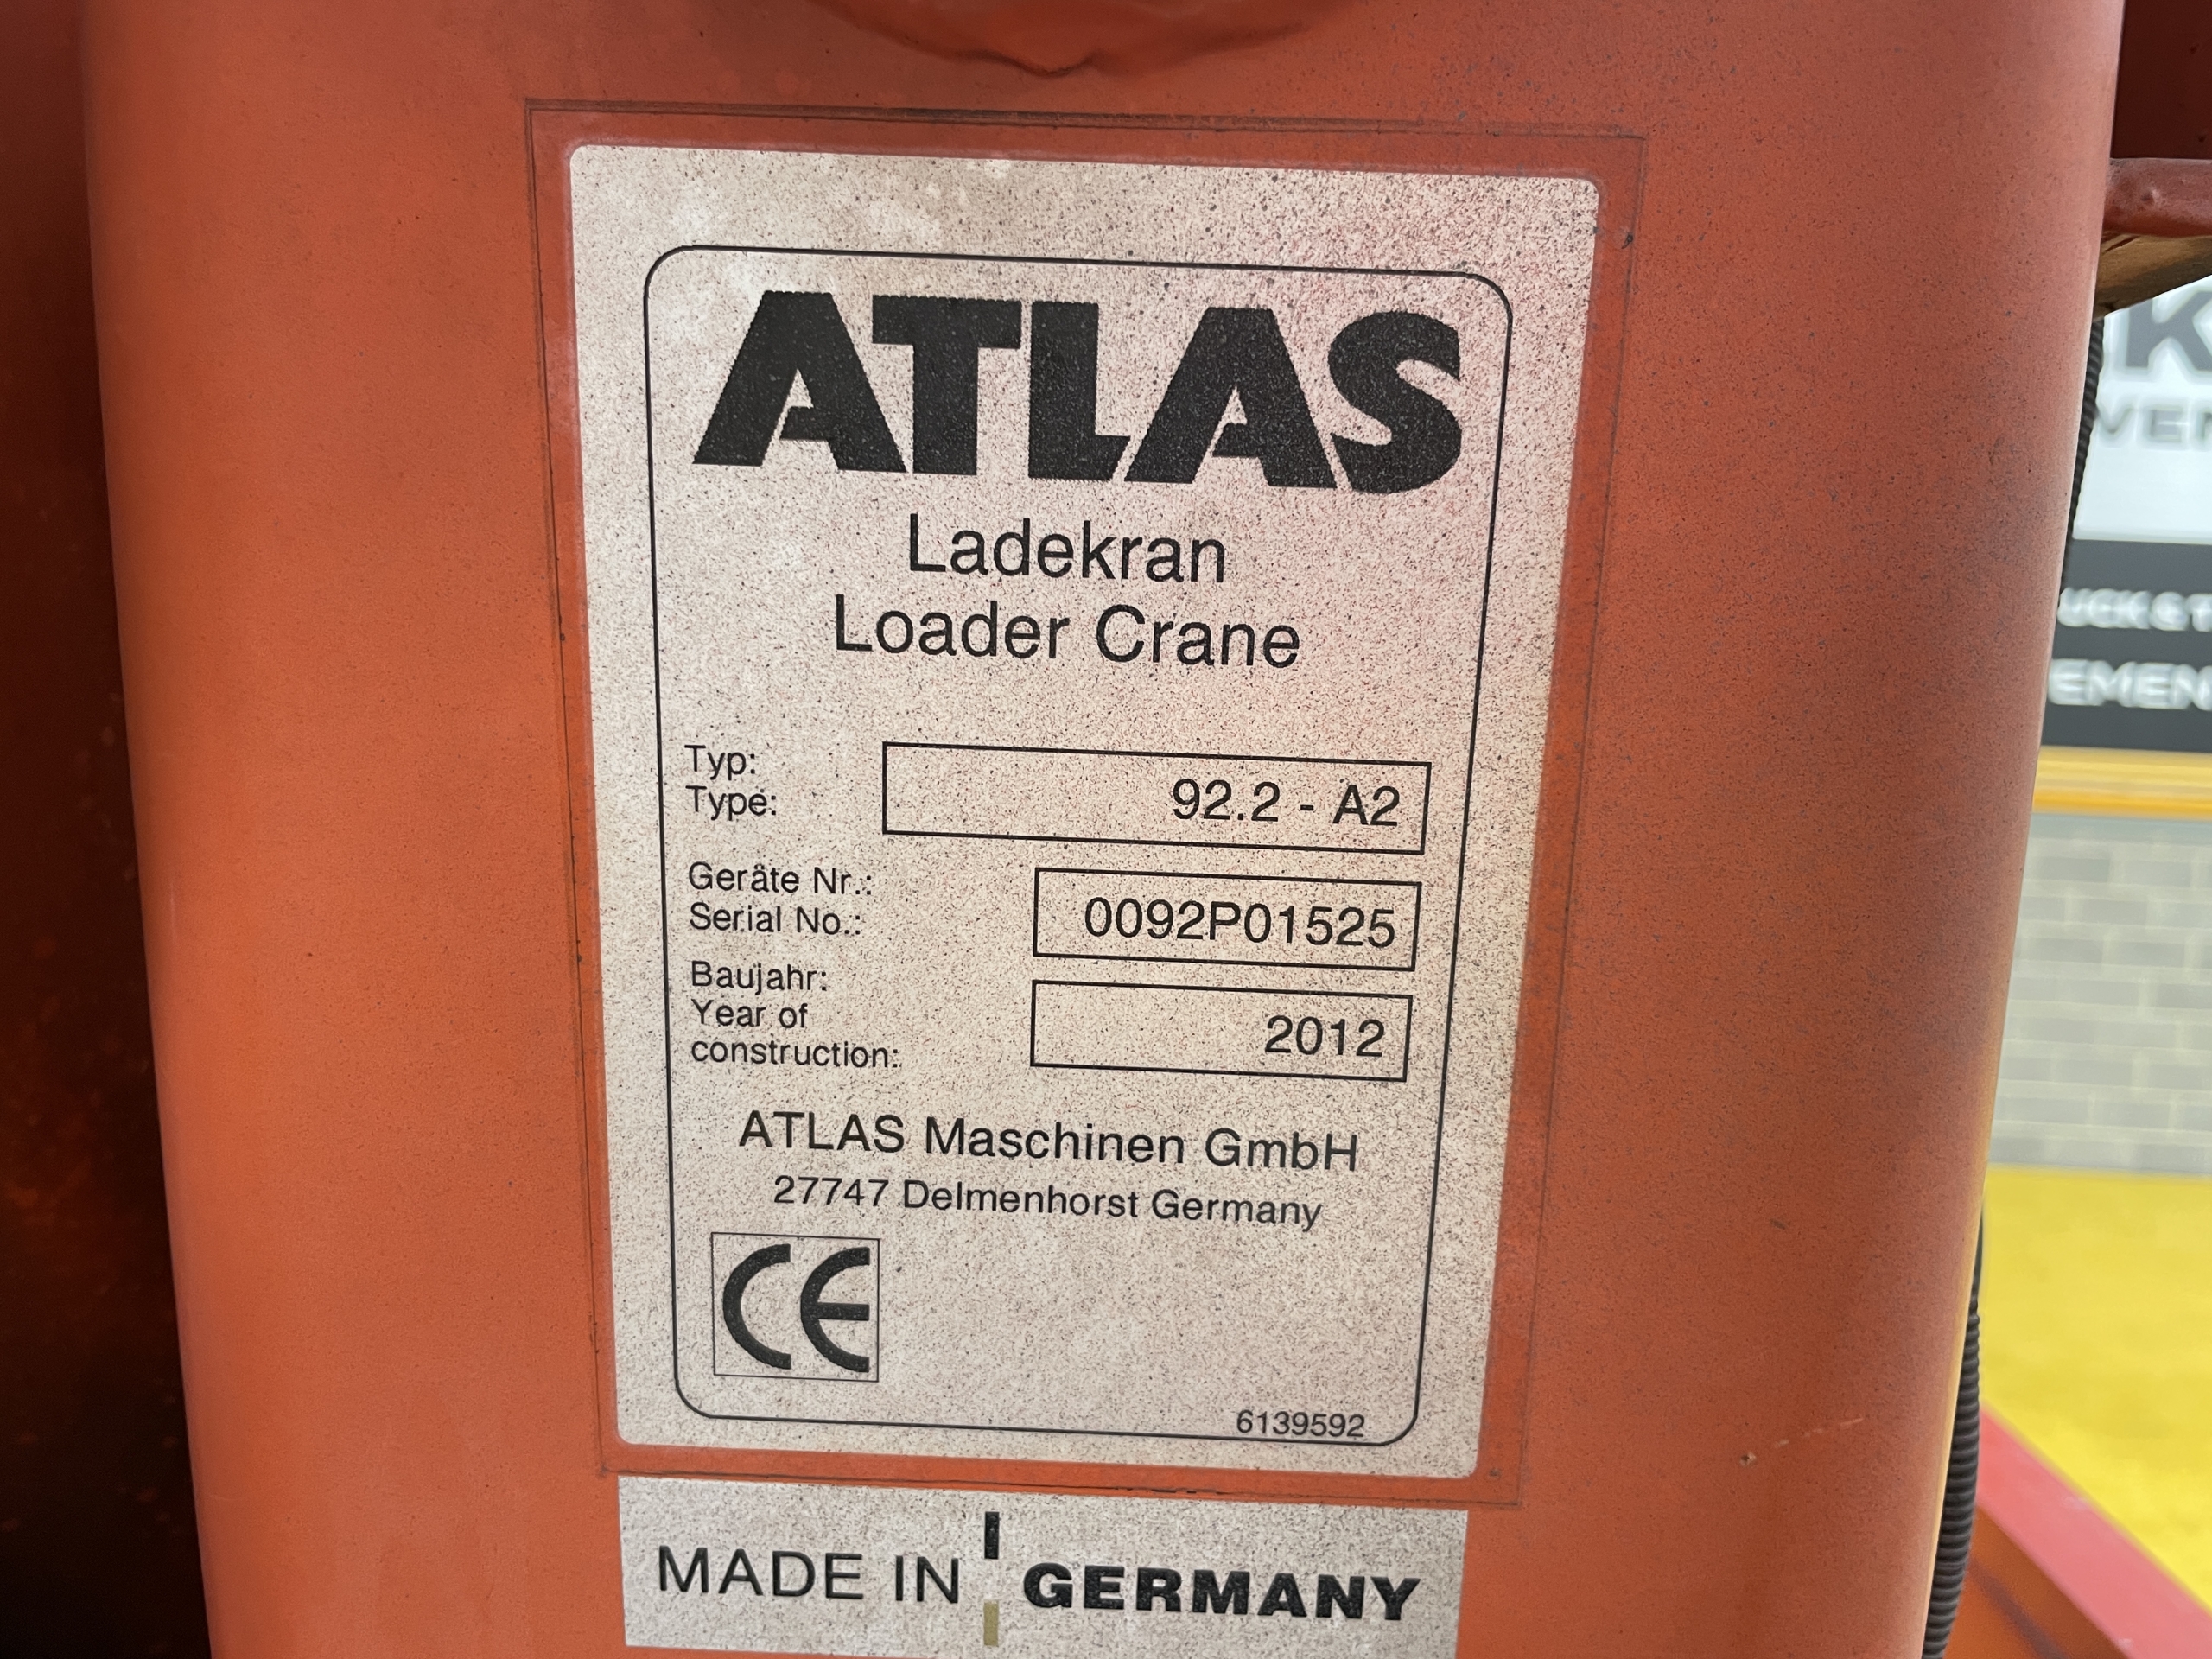 ATLAS
Ladekran
Loader Crane
Typ:
Type:
92.2 - A2
Geräte Nr.:
Serial No.:
0092P01525
Baujahr:
Year of
construction:
2012
ATLAS Maschinen GmbH
27747 Delmenhorst Germany
CE
6139592
MADE IN GERMANY